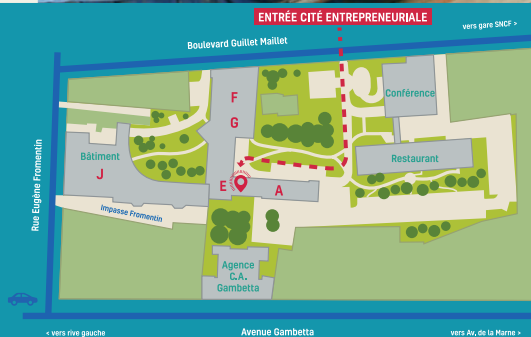 ENTRÉE CITÉ ENTREPRENEURIALE
vers gare SNCF >
Boulevard Guillet Maillet
F
G
Conférence
Bâtiment
J
Restaurant
E
A
Rue Eugène Fromentin
Impasse Fromentin
Agence
C.A.
Gambetta
< vers rive gauche
Avenue Gambetta
vers Av, de la Marne >